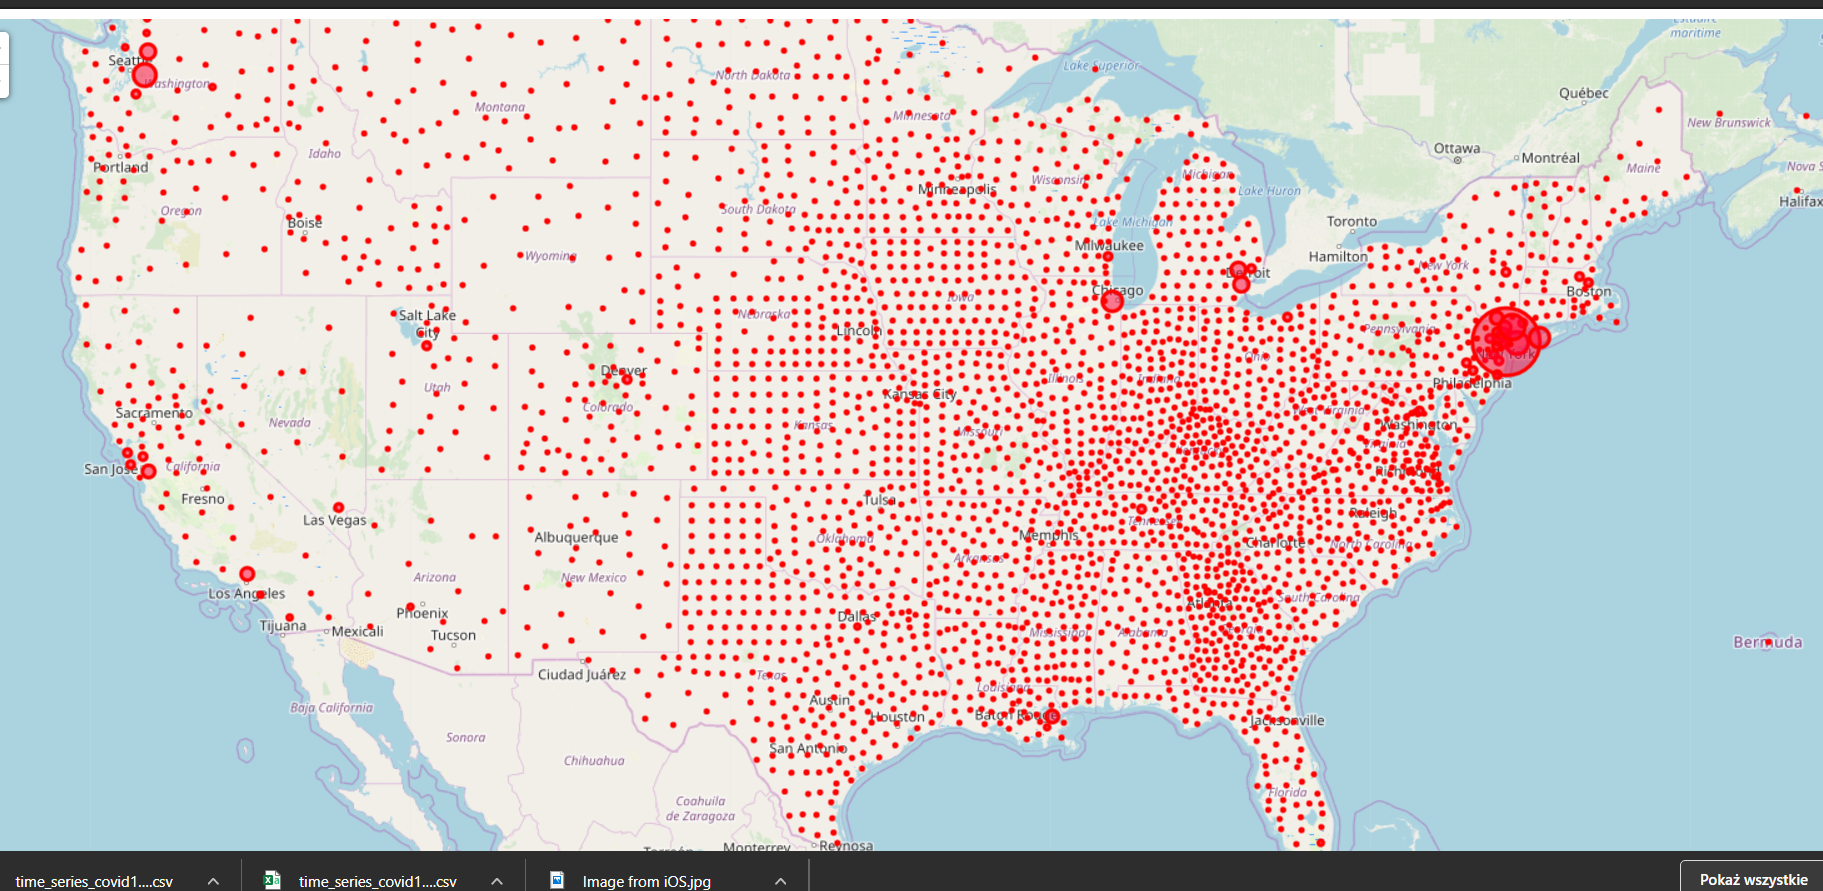 Estuaire
maritime
Lake Superior
Québec
Seattle
Washington
North Dakota
Montana
Minnesota
New Brunswick
Ottawa
Montréal
Idaho
Portland
Maine
Nova S
Minneapolis
Wisconsin
Michigan
Lake Huron
Halifax
Oregon
South Dakota
Boise
Lake Michigan
Toronto
Milwaukee
Wyoming
Hamilton
New York
Detroit
Chicago
Boston
Iowa
Salt Lake
City
Nebraska
Lincoln
Pennsylvania
Ohio
New York
Denver
Utah
Illinois
Indiana
Philadelphia
Kansas City
Colorado
Sacramento
Nevada
Kansas
Missouri
West Virginia
Washington
Virginia
Kentucky
San Jose
California
Richmond
Fresno
Tulsa
Las Vegas
Raleigh
Tennessee
Albuquerque
Oklahoma
Memphis
Charlotte
North Carolina
Arkansas
Arizona
New Mexico
Los Angeles
Phoenix
Atlanta
South Carolina
Dallas
Tijuana
Mexicali
Tucson
Mississippi
Alabama
Georgia
Bermuda
Ciudad Juárez
Texas
Louisiana
Baja California
Austin
Houston
Baton Rouge
Jacksonville
Sonora
San Antonio
Chihuahua
Florida
Coahuila
de Zaragoza
Monterrey
Reynosa
time_series_covid1....csv
time_series_covid1....csv
Image from iOS.jpg
Pokaż wszystkie